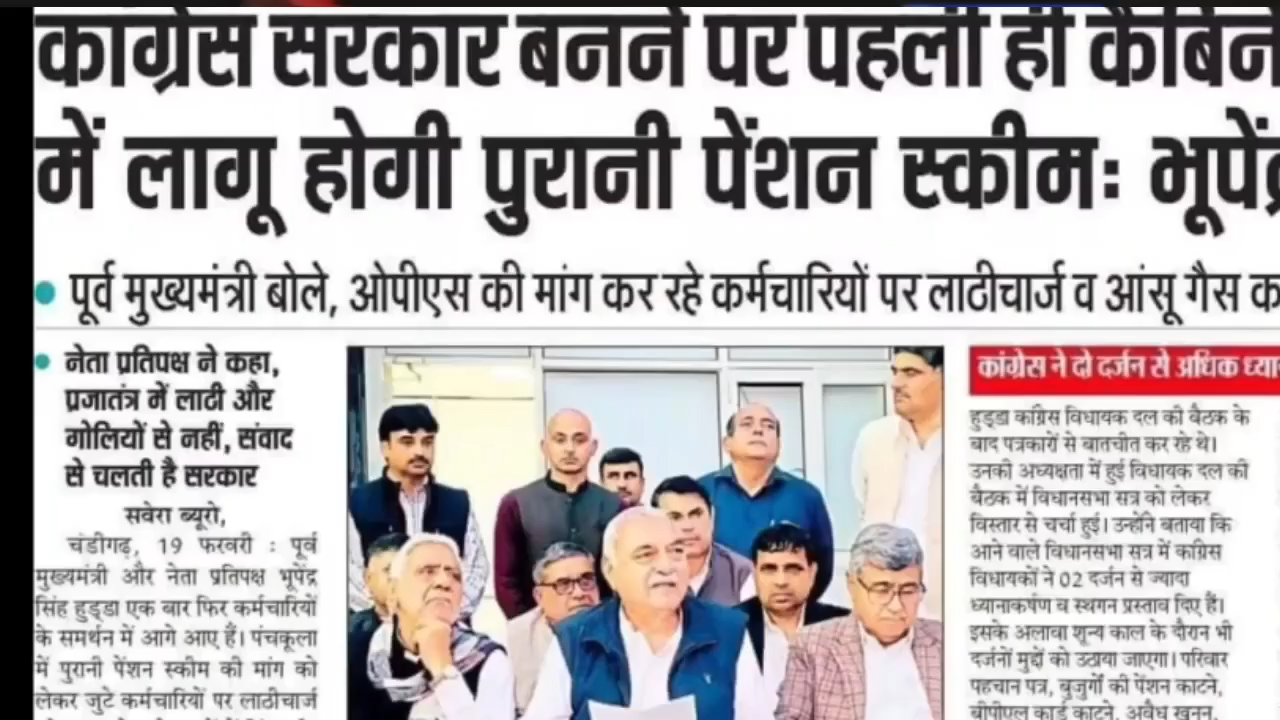 कांग्रेस सरकार बनने पर पहली ही
में लागू होगी पुरानी पेंशन स्कीमः
पूर्व मुख्यमंत्री बोले, ओपीएस की मांग कर रहे कर्मचारियों पर लाठीचार्ज व आंसू गैस
नेता प्रतिपक्ष ने कहा,
प्रजातंत्र में लाठी और
गोलियों से नहीं, संवाद
से चलती है सरकार
सवेरा ब्यूरो,
चंडीगढ़, 19 फरवरी : पूर्व
मुख्यमंत्री और नेता प्रतिपक्ष भूपेंद्र
सिंह हुड्डा एक बार फिर कर्मचारियों
के समर्थन में आगे आए हैं। पंचकूला
में पुरानी पेंशन स्कीम की मांग को
लेकर जुटे कर्मचारियों पर लाठीचार्ज
कांग्रेस ने दो दर्जन से अधिक
हुड्डा कांग्रेस विधायक दल की बैठक के
बाद पत्रकारों से बातचीत कर रहे थे।
उनकी अध्यक्षता में हुई विधायक दल की
बैठक में विधानसभा सत्र को लेकर
विस्तार से चर्चा हुई। उन्होंने बताया कि
आने वाले विधानसभा सत्र में कांग्रेस
विधायकों ने 02 दर्जन से ज्यादा
ध्यानाकर्षण व स्थगन प्रस्ताव दिए हैं।
इसके अलावा शून्य काल के दौरान भी
दर्जनों मुद्दों को उठाया जाएगा। परिवार
पहचान पत्र, बुजुर्गों की पेंशन काटने,
बीपीएल कार्ड काटने, अवैध खनन,